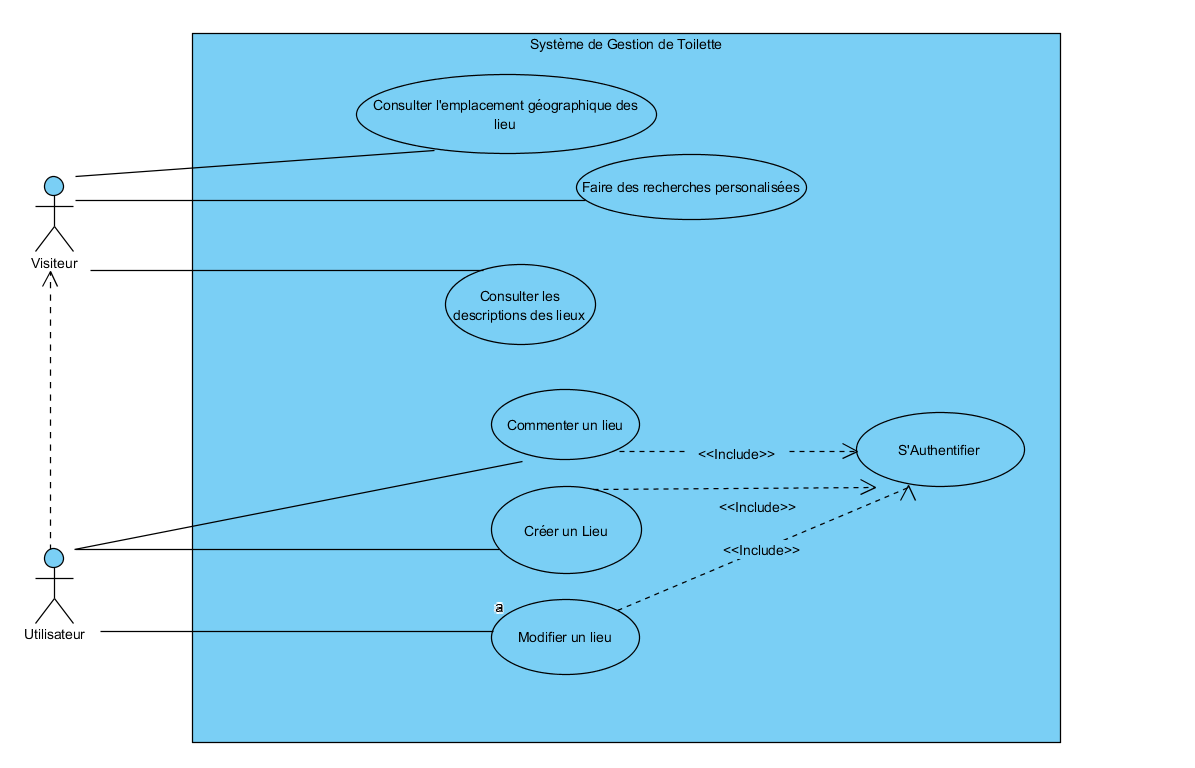 Système de Gestion de Toilette
Consulter l'emplacement géographique des
lieu
Faire des recherches personalisées
Visiteur
Consulter les
descriptions des lieux
Commenter un lieu
<<Include>>
S'Authentifier
<<Include>>
Créer un Lieu
<<Include>>
a
Modifier un lieu
Utilisateur